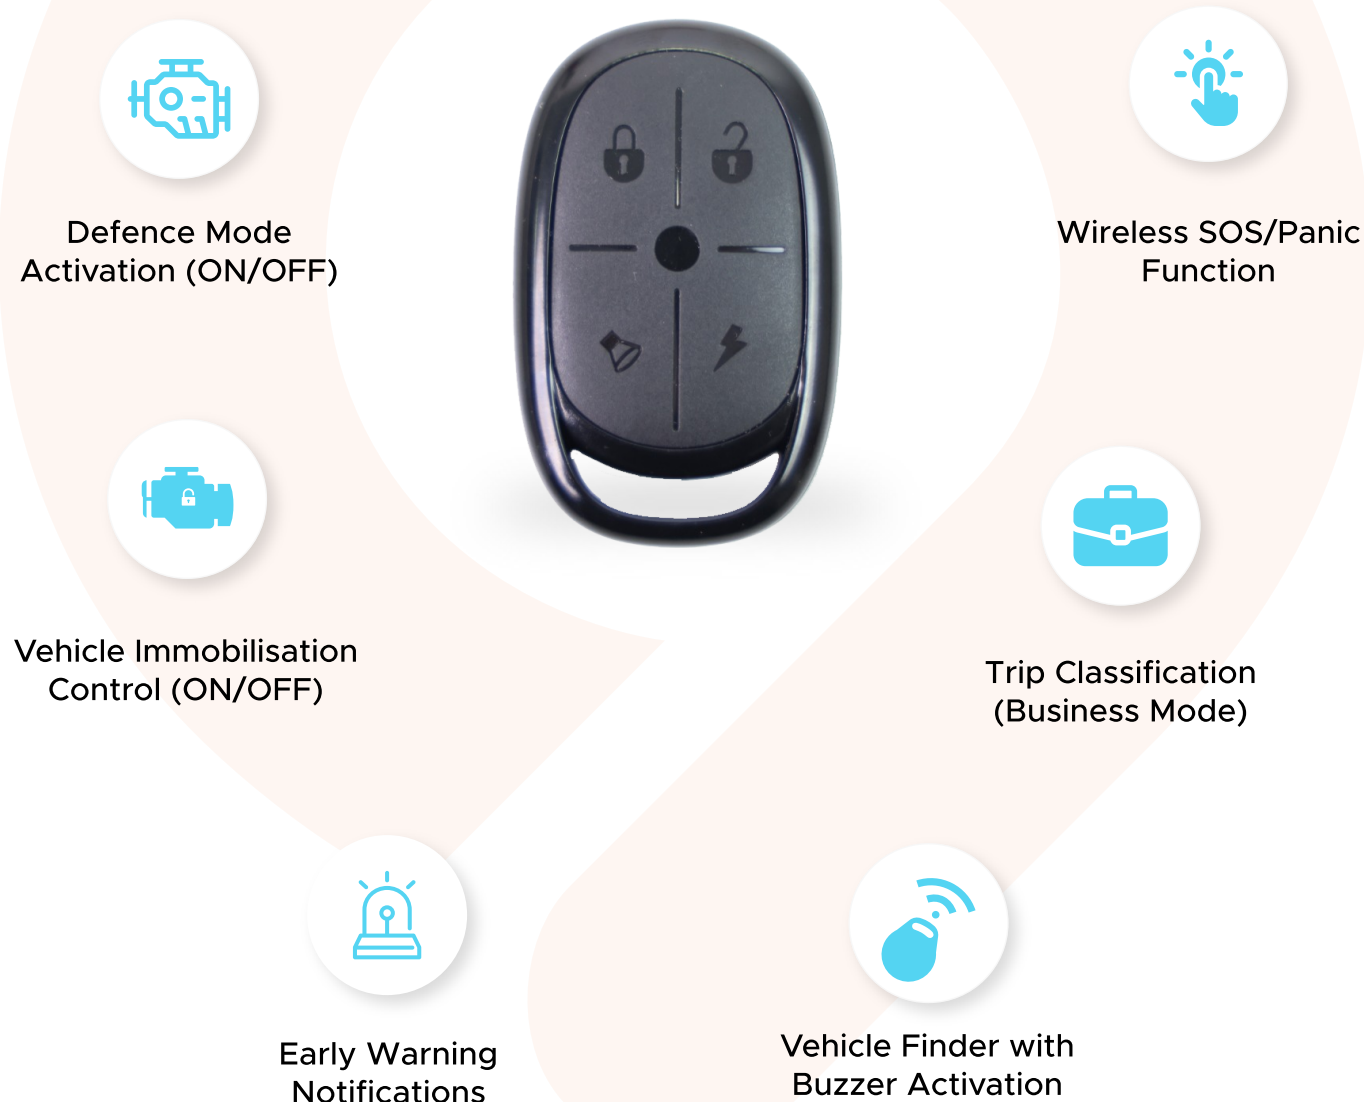 Defence Mode
Activation (ON/OFF)
Wireless SOS/Panic
Function
Vehicle Immobilisation
Control (ON/OFF)
Trip Classification
(Business Mode)
Early Warning
Notifications
Vehicle Finder with
Buzzer Activation